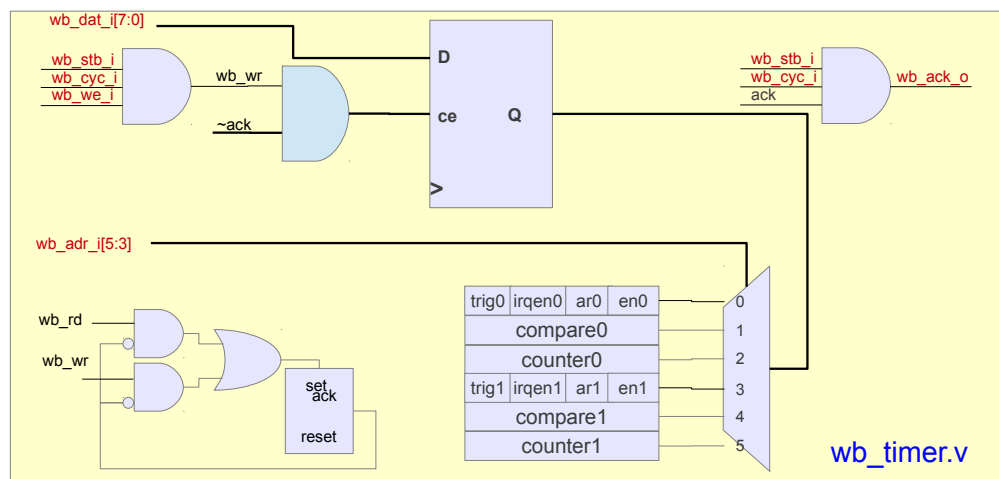 wb_dat_i[7:0]
wb_stb_i
wb_cyc_i
wb_we_i
wb_wr
~ack
D
ce
Q
>
wb_stb_i
wb_cyc_i
ack
wb_ack_o
wb_adr_i[5:3]
wb_rd
wb_wr
set
ack
reset
trig0 irqen0 ar0 en0
compare0
counter0
trig1 irqen1 ar1 en1
compare1
counter1
0
1
2
3
4
5
wb_timer.v